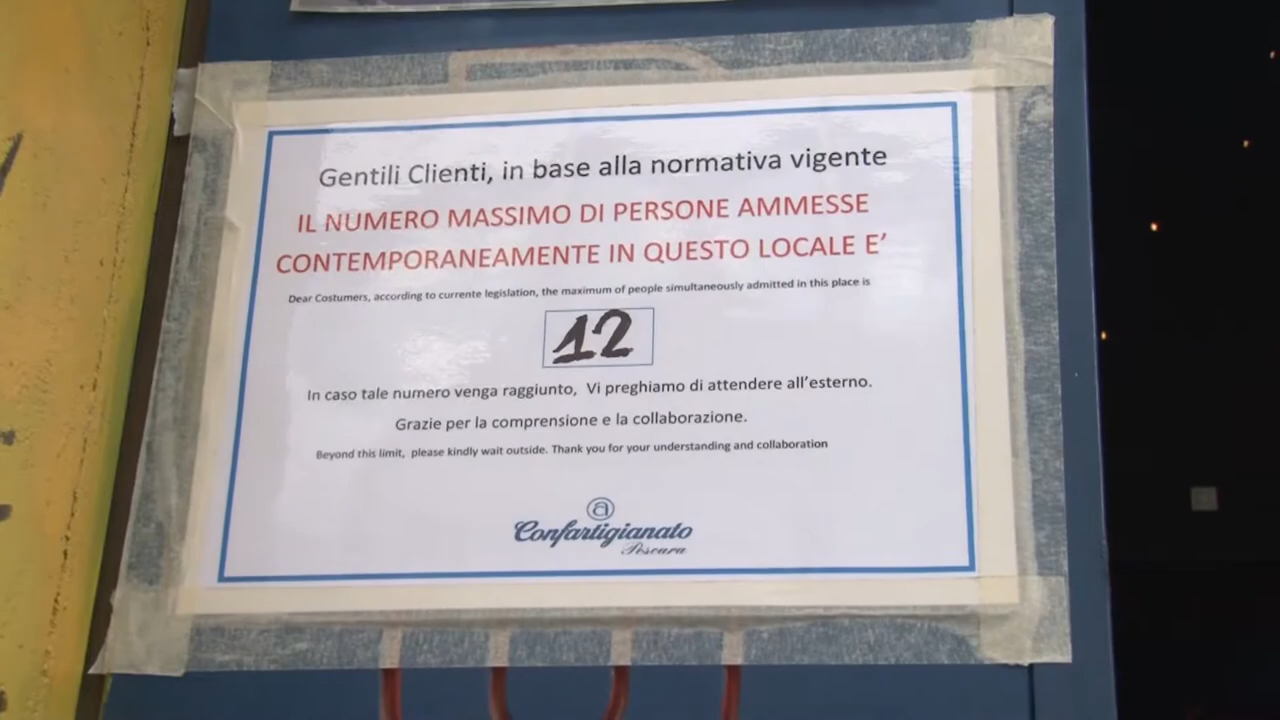 Gentili Clienti, in base alla normativa vigente
IL NUMERO MASSIMO DI PERSONE AMMESSE
CONTEMPORANEAMENTE IN QUESTO LOCALE E’
Dear Costumers, according to currente legislation, the maximum of people simultaneously admitted in this place is
12
In caso tale numero venga raggiunto, Vi preghiamo di attendere all’esterno.
Grazie per la comprensione e la collaborazione.
Beyond this limit, please kindly wait outside. Thank you for your understanding and collaboration
a
Confartigianato
Pescara